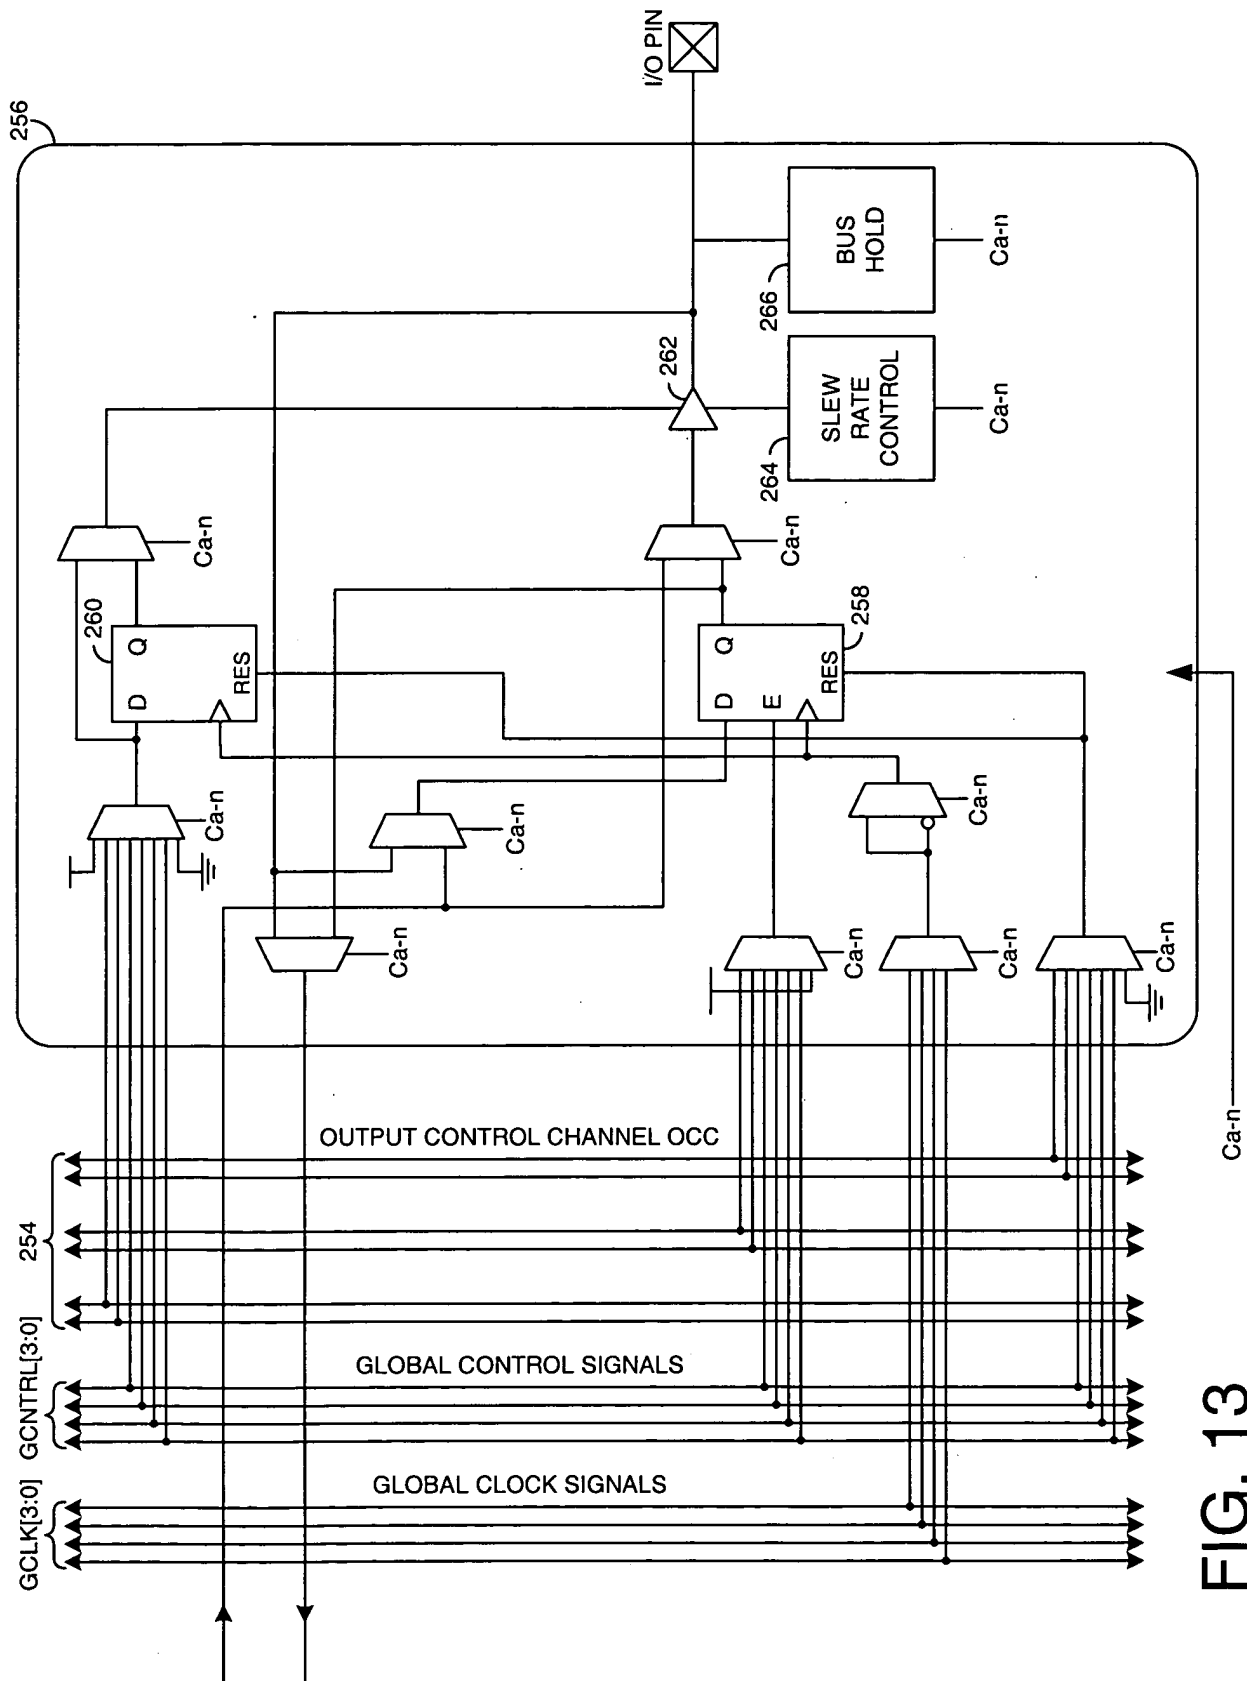 256
I/O PIN
260
D
Q
RES
Ca-n
Ca-n
262
BUS
HOLD
266
Ca-n
SLEW
RATE
CONTROL
264
Ca-n
Ca-n
D
Q
E
RES
258
Ca-n
Ca-n
Ca-n
Ca-n
Ca-n
Ca-n
Ca-n
OUTPUT CONTROL CHANNEL OCC
254
GLOBAL CONTROL SIGNALS
GCNTRL[3:0]
GLOBAL CLOCK SIGNALS
GCLK[3:0]
FIG. 13